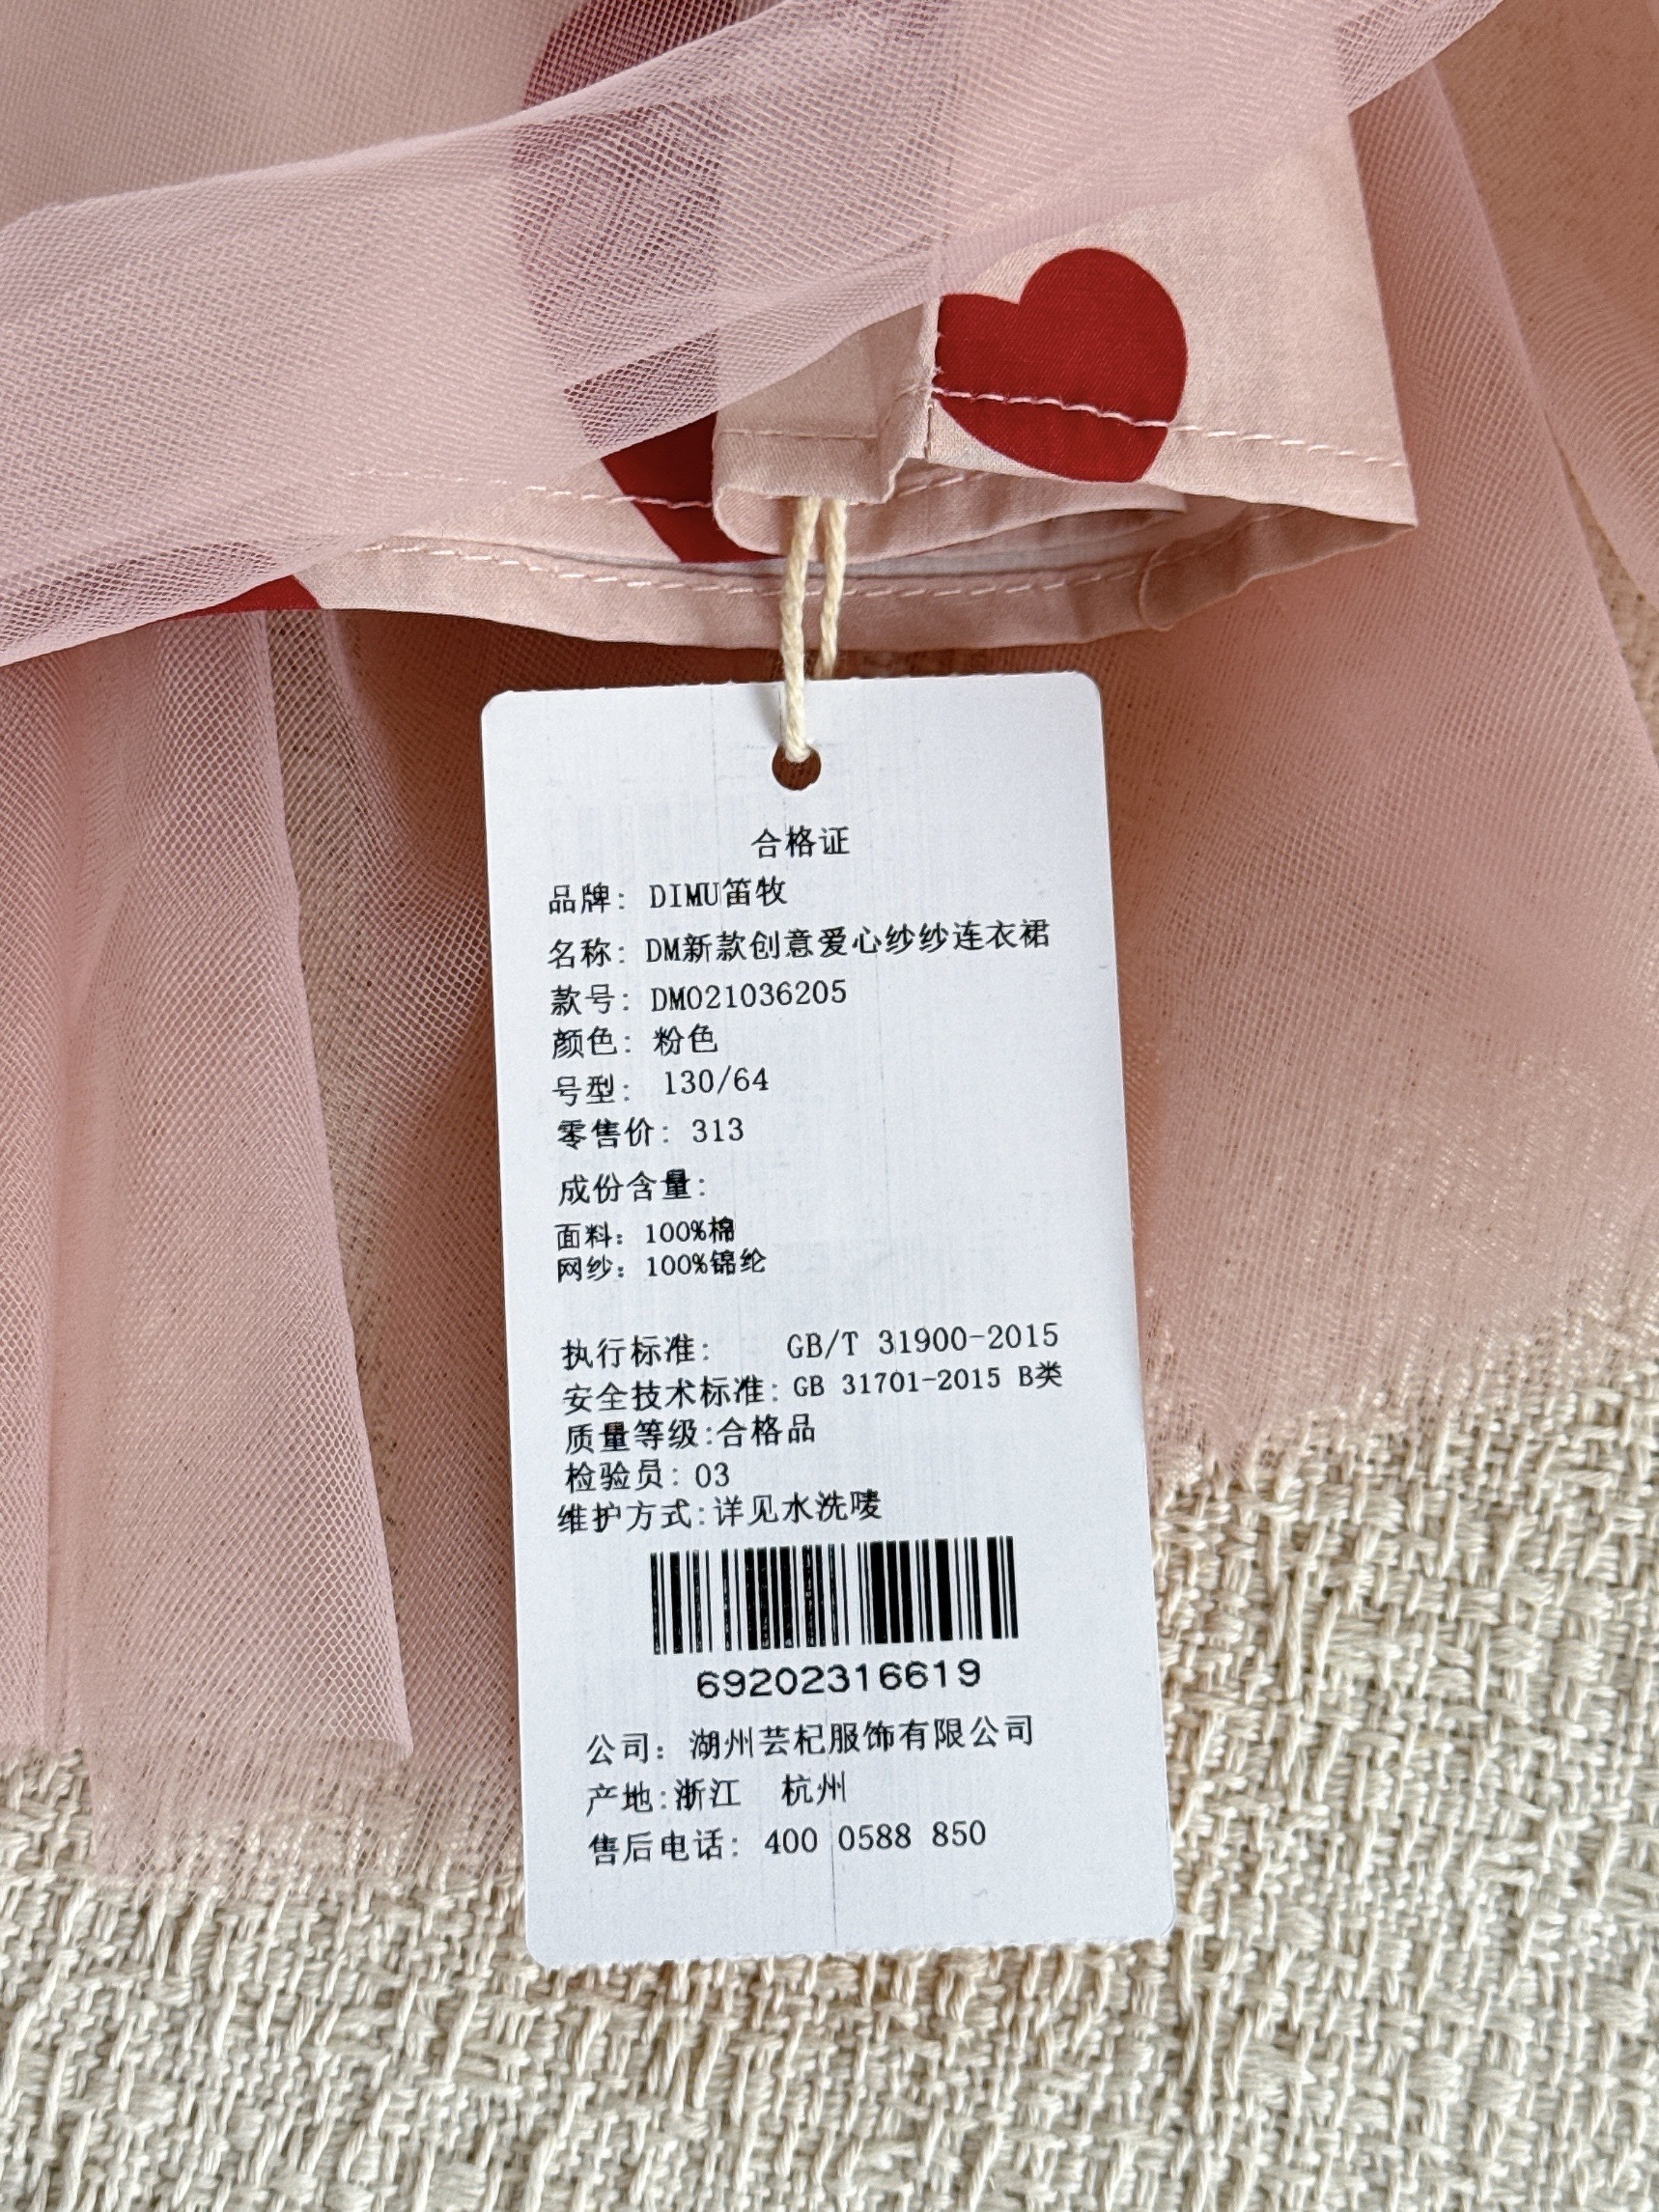 合格证
品牌: DIMU笛牧
名称: DM新款创意爱心纱纱连衣裙
款号: DM021036205
颜色: 粉色
号型: 130/64
零售价: 313
成份含量:
面料: 100%棉
网纱: 100%锦纶
执行标准: GB/T 31900-2015
安全技术标准: GB 31701-2015 B类
质量等级:合格品
检验员: 03
维护方式:详见水洗唛
69202316619
公司: 湖州芸杞服饰有限公司
产地:浙江 杭州
售后电话: 400 0588 850